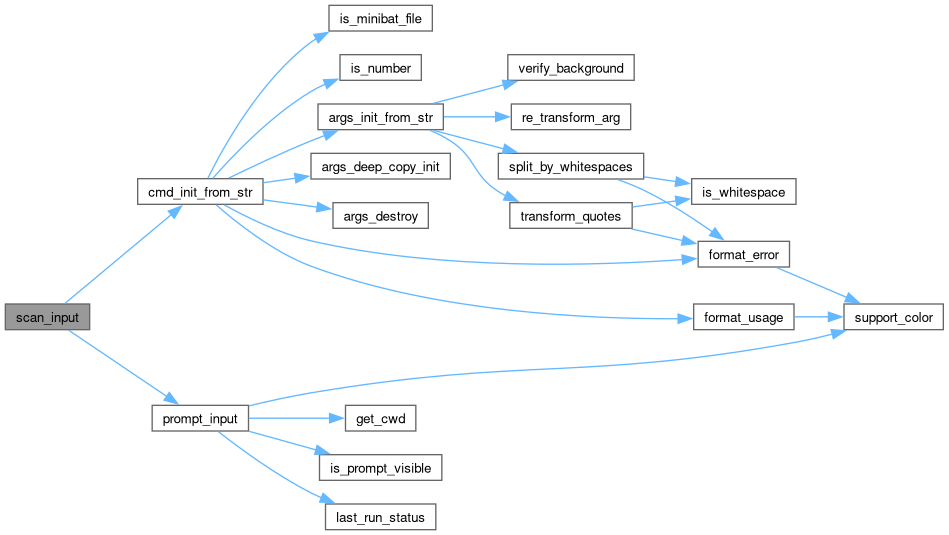 is_minibat_file
is_number
verify_background
args_init_from_str
re_transform_arg
args_deep_copy_init
split_by_whitespaces
cmd_init_from_str
is_whitespace
args_destroy
transform_quotes
format_error
scan_input
format_usage
support_color
prompt_input
get_cwd
is_prompt_visible
last_run_status